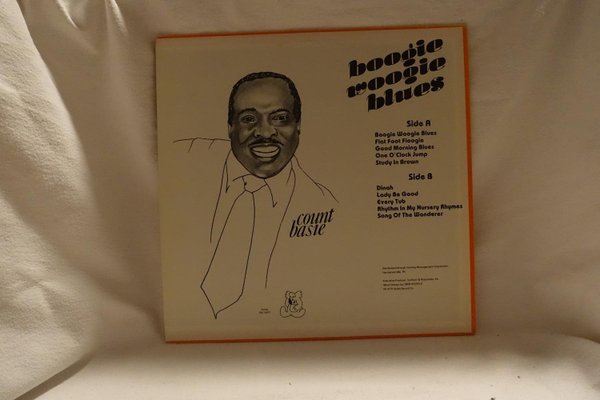 boogie
woogie
blues
Side A
Boogie Woogie Blues
Flat Foot Floogie
Good Morning Blues
One O'Clock Jump
Study In Brown
Side B
Dinah
Lady Be Good
Every Tub
Rhythm In My Nursery Rhymes
Song Of The Wanderer
count
basie